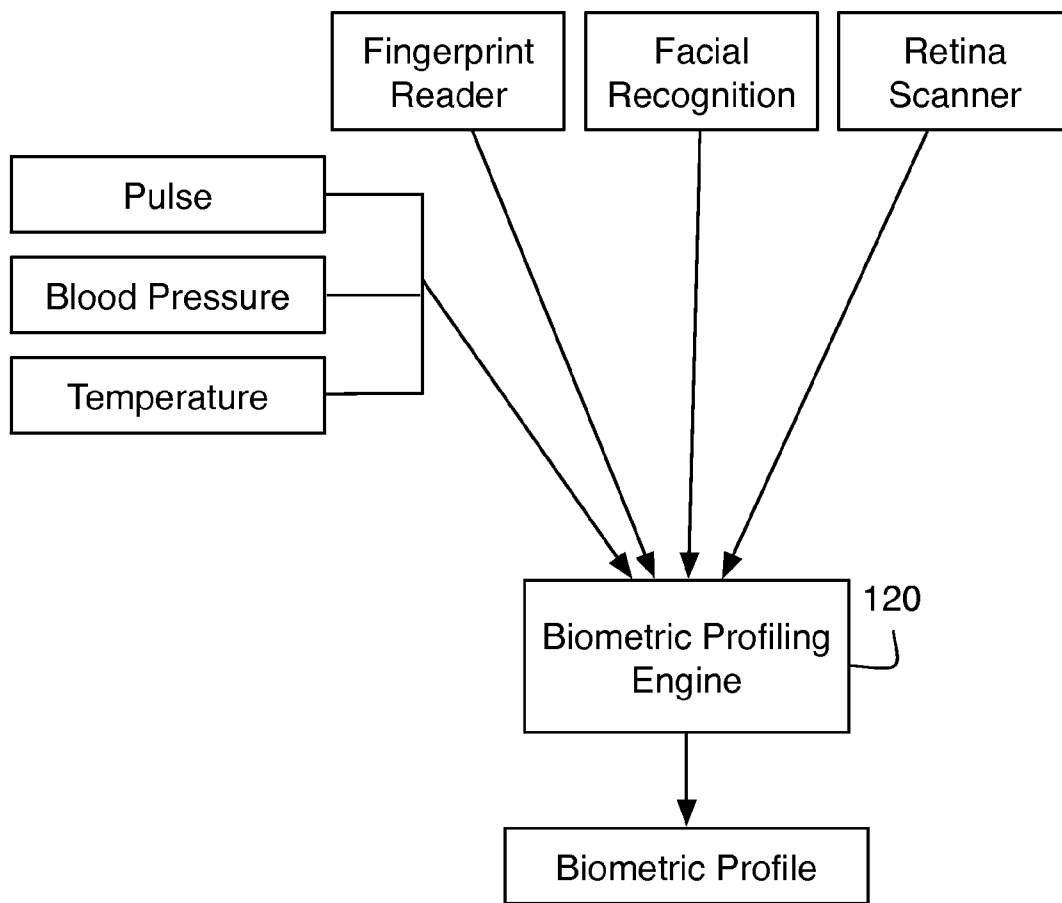 Fingerprint
Reader
Facial
Recognition
Retina
Scanner
Pulse
Blood Pressure
Temperature
120
Biometric Profiling
Engine
Biometric Profile